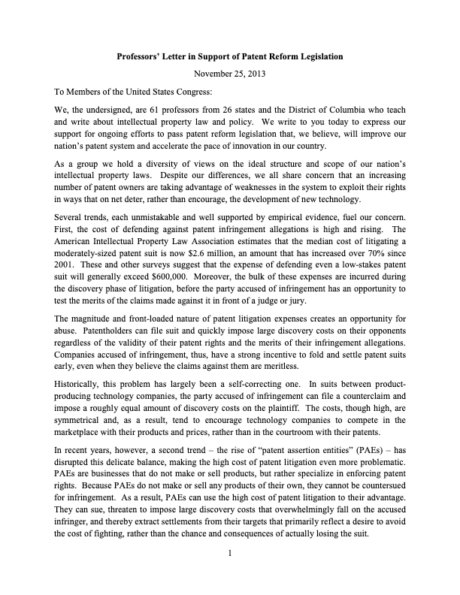 Professors’ Letter in Support of Patent Reform Legislation
November 25, 2013
To Members of the United States Congress:
We, the undersigned, are 61 professors from 26 states and the District of Columbia who teach
and write about intellectual property law and policy. We write to you today to express our
support for ongoing efforts to pass patent reform legislation that, we believe, will improve our
nation’s patent system and accelerate the pace of innovation in our country.
As a group we hold a diversity of views on the ideal structure and scope of our nation’s
intellectual property laws. Despite our differences, we all share concern that an increasing
number of patent owners are taking advantage of weaknesses in the system to exploit their rights
in ways that on net deter, rather than encourage, the development of new technology.
Several trends, each unmistakable and well supported by empirical evidence, fuel our concern.
First, the cost of defending against patent infringement allegations is high and rising. The
American Intellectual Property Law Association estimates that the median cost of litigating a
moderately-sized patent suit is now $2.6 million, an amount that has increased over 70% since
2001. These and other surveys suggest that the expense of defending even a low-stakes patent
suit will generally exceed $600,000. Moreover, the bulk of these expenses are incurred during
the discovery phase of litigation, before the party accused of infringement has an opportunity to
test the merits of the claims made against it in front of a judge or jury.
The magnitude and front-loaded nature of patent litigation expenses creates an opportunity for
abuse. Patentholders can file suit and quickly impose large discovery costs on their opponents
regardless of the validity of their patent rights and the merits of their infringement allegations.
Companies accused of infringement, thus, have a strong incentive to fold and settle patent suits
early, even when they believe the claims against them are meritless.
Historically, this problem has largely been a self-correcting one. In suits between product-
producing technology companies, the party accused of infringement can file a counterclaim and
impose a roughly equal amount of discovery costs on the plaintiff. The costs, though high, are
symmetrical and, as a result, tend to encourage technology companies to compete in the
marketplace with their products and prices, rather than in the courtroom with their patents.
In recent years, however, a second trend – the rise of “patent assertion entities” (PAEs) – has
disrupted this delicate balance, making the high cost of patent litigation even more problematic.
PAEs are businesses that do not make or sell products, but rather specialize in enforcing patent
rights. Because PAEs do not make or sell any products of their own, they cannot be countersued
for infringement. As a result, PAEs can use the high cost of patent litigation to their advantage.
They can sue, threaten to impose large discovery costs that overwhelmingly fall on the accused
infringer, and thereby extract settlements from their targets that primarily reflect a desire to avoid
the cost of fighting, rather than the chance and consequences of actually losing the suit.
1